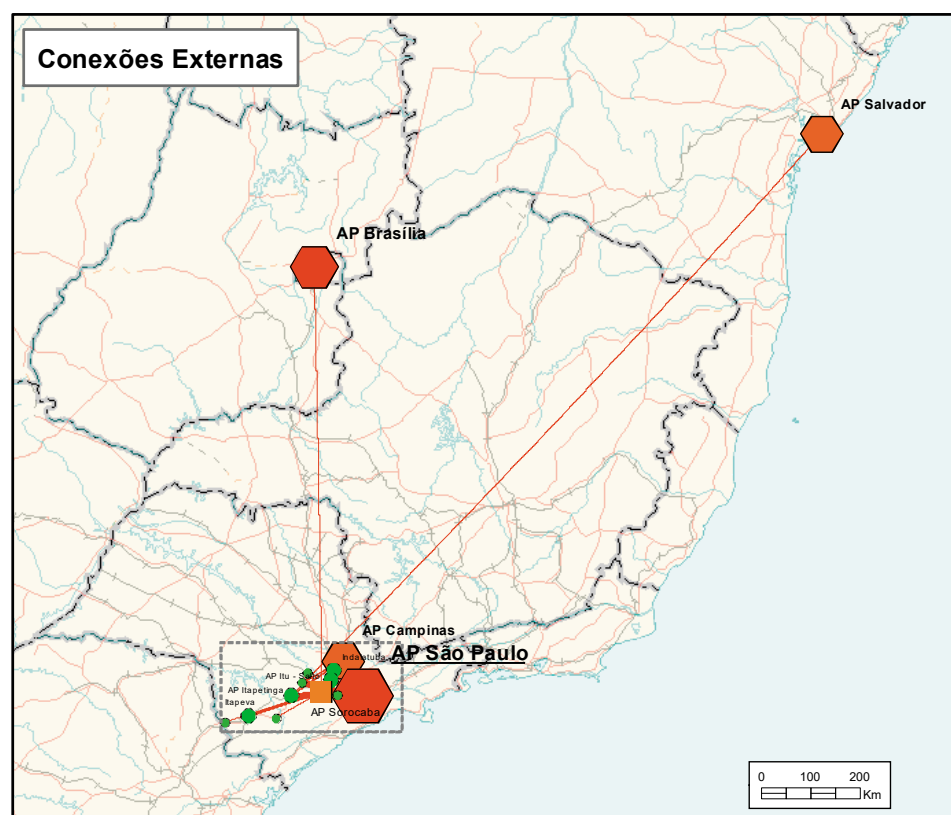 Conexões Externas
AP Salvador
AP Brasília
AP Campinas
AP São Paulo
Indaiatuba
AP Itu - Salto
AP Itapetinga
Itapeva
AP Sorocaba
0 100 200
Km